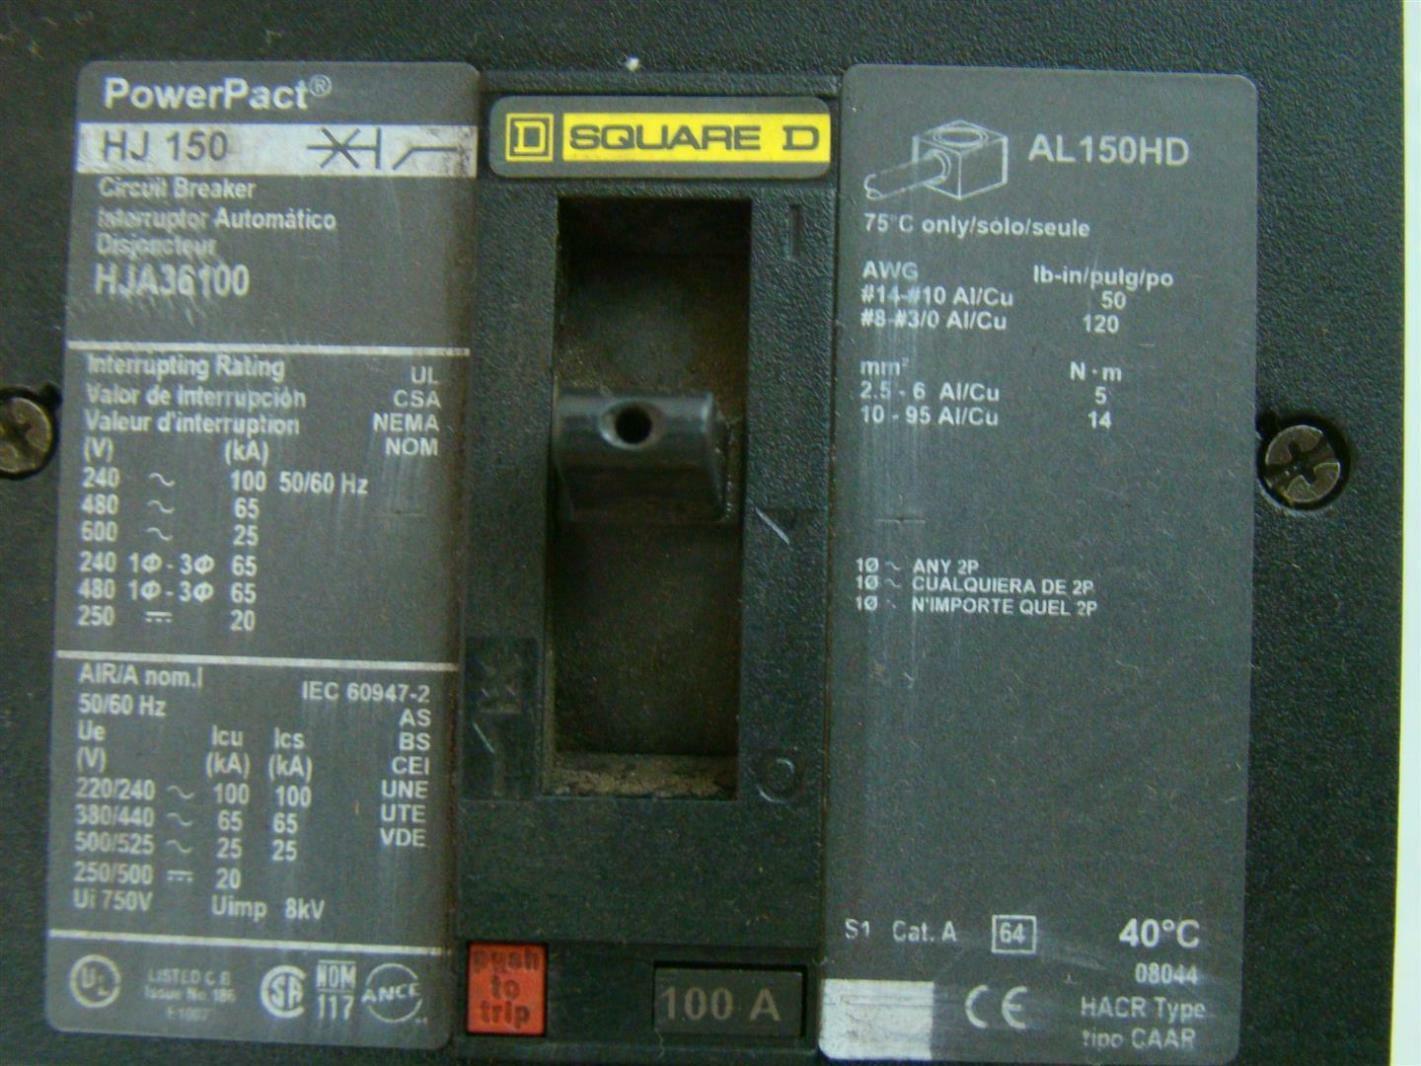 PowerPact®
HJ 150
Circuit Breaker
Interruptor Automático
Disjoncteur
HJA36100
Interrupting Rating
Valor de interrupción
Valeur d'interruption
UL
CSA
NEMA
NOM
(V) (kA)
240 ~ 100 50/60 Hz
480 ~ 65
600 ~ 25
240 1Φ - 3Φ 65
480 1Φ - 3Φ 65
250 ⎓ 20
AIR/A nom.I
50/60 Hz
IEC 60947-2
AS
BS
CEI
UNE
UTE
VDE
Ue Icu Ics
(V) (kA) (kA)
220/240 ~ 100 100
380/440 ~ 65 65
500/525 ~ 25 25
250/500 ⎓ 20
Ui 750V Uimp 8kV
UL
LISTED C.B.
Issue No. 186
SA
NOM
117
ANCE
D SQUARE D
I
O
push
to
trip
100 A
AL150HD
75°C only/sólo/seule
AWG lb-in/pulg/po
#14-#10 Al/Cu 50
#8-#3/0 Al/Cu 120
mm² N·m
2.5 - 6 Al/Cu 5
10 - 95 Al/Cu 14
1Ø ~ ANY 2P
1Ø ~ CUALQUIERA DE 2P
1Ø ~ N'IMPORTE QUEL 2P
S1 Cat. A 64 40°C
08044
CE
HACR Type
tipo CAAR